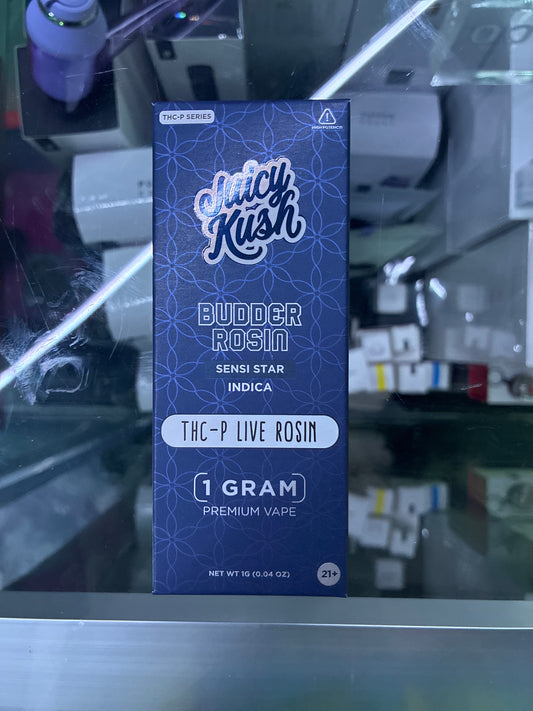 THC-P SERIES
HIGH POTENCY!
Juicy
Kush
BUDDER
ROSIN
SENSI STAR
INDICA
THC-P LIVE ROSIN
1 GRAM
PREMIUM VAPE
NET WT 1G (0.04 OZ)
21+